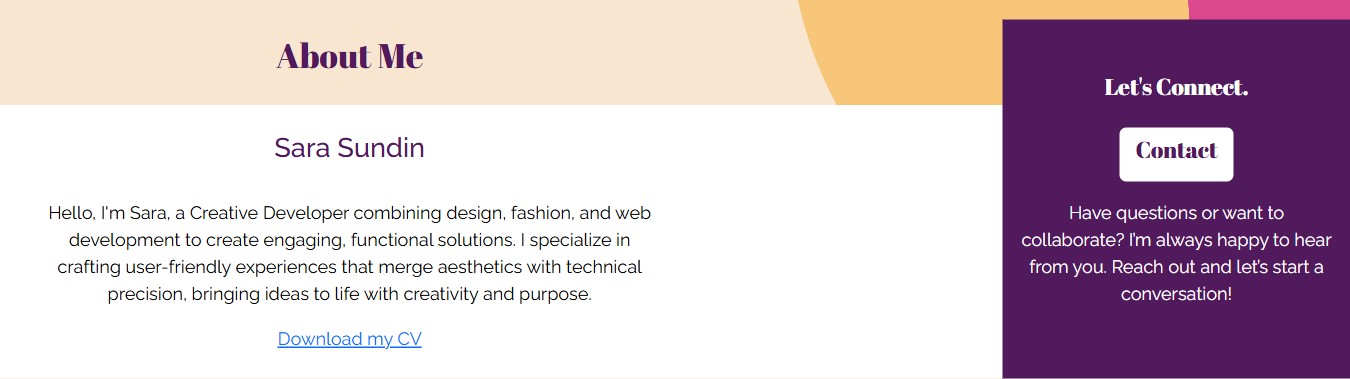 About Me
Sara Sundin
Hello, I'm Sara, a Creative Developer combining design, fashion, and web
development to create engaging, functional solutions. I specialize in
crafting user-friendly experiences that merge aesthetics with technical
precision, bringing ideas to life with creativity and purpose.
Download my CV
Let's Connect.
Contact
Have questions or want to
collaborate? I'm always happy to hear
from you. Reach out and let's start a
conversation!